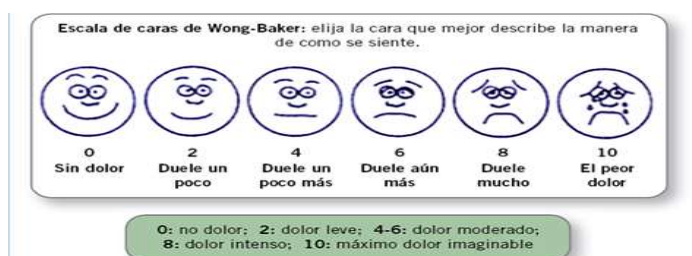 Escala de caras de Wong-Baker: elija la cara que mejor describe la manera
de como se siente.
0 2 4 6 8 10
Sin dolor Duele un Duele un Duele aún Duele El peor
poco poco más más mucho dolor
0: no dolor; 2: dolor leve; 4-6: dolor moderado;
8: dolor intenso; 10: máximo dolor imaginable